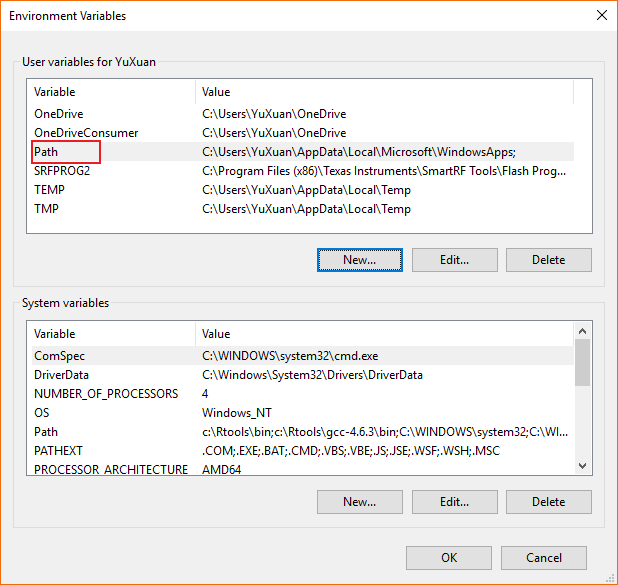 Environment Variables
User variables for YuXuan
Variable Value
OneDrive C:\Users\YuXuan\OneDrive
OneDriveConsumer C:\Users\YuXuan\OneDrive
Path C:\Users\YuXuan\AppData\Local\Microsoft\WindowsApps;
SRFPROG2 C:\Program Files (x86)\Texas Instruments\SmartRF Tools\Flash Prog...
TEMP C:\Users\YuXuan\AppData\Local\Temp
TMP C:\Users\YuXuan\AppData\Local\Temp
New... Edit... Delete
System variables
Variable Value
ComSpec C:\WINDOWS\system32\cmd.exe
DriverData C:\Windows\System32\Drivers\DriverData
NUMBER_OF_PROCESSORS 4
OS Windows_NT
Path c:\Rtools\bin;c:\Rtools\gcc-4.6.3\bin;C:\WINDOWS\system32;C:\WI...
PATHEXT .COM;.EXE;.BAT;.CMD;.VBS;.VBE;.JS;.JSE;.WSF;.WSH;.MSC
PROCESSOR_ARCHITECTURE AMD64
New... Edit... Delete
OK Cancel